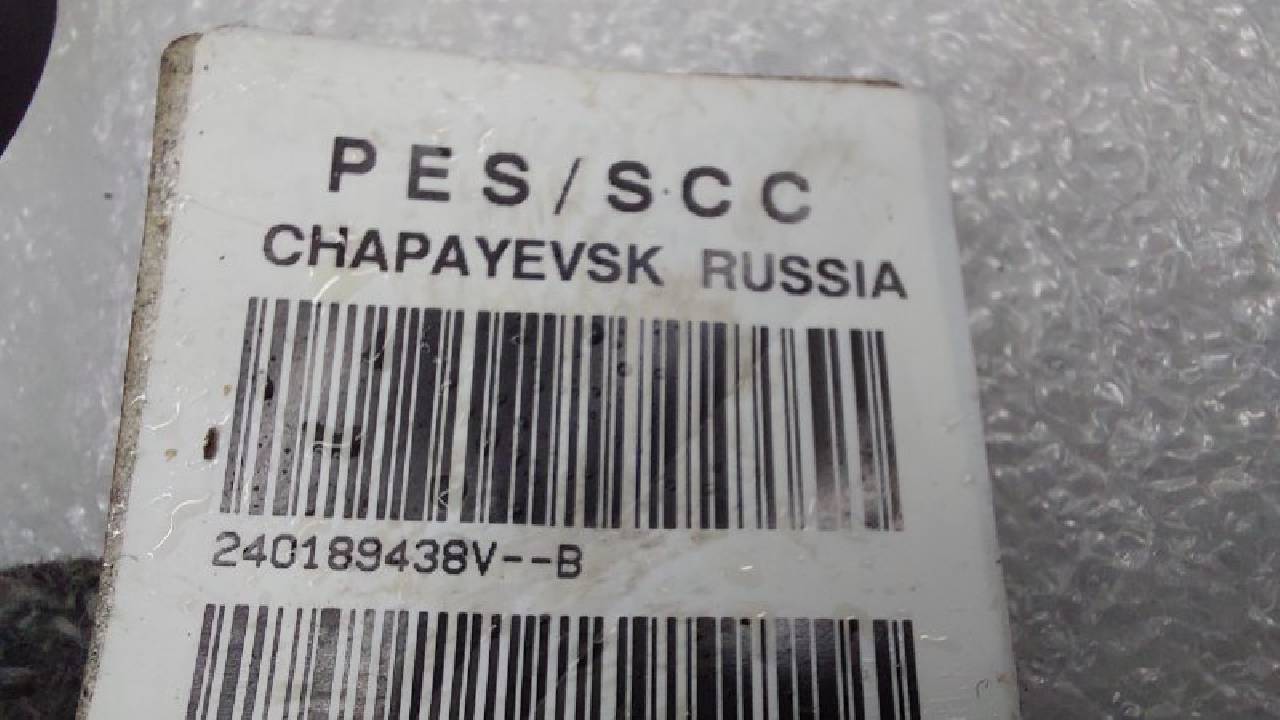 PES/SCC
CHAPAYEVSK RUSSIA
240189438V--B